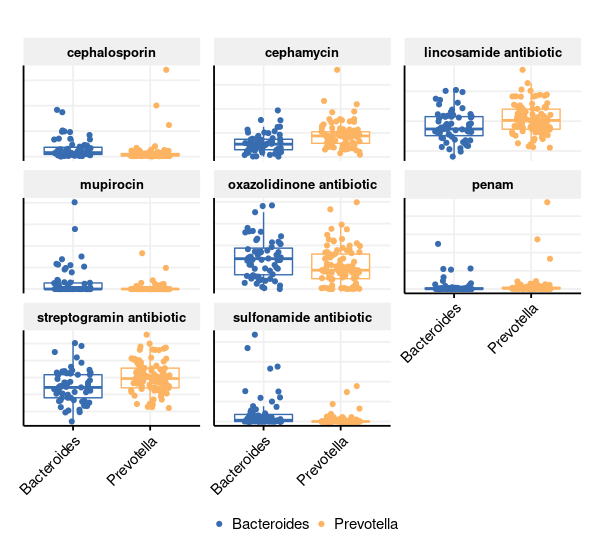 cephalosporin
cephamycin
lincosamide antibiotic
mupirocin
oxazolidinone antibiotic
penam
streptogramin antibiotic
sulfonamide antibiotic
Bacteroides
Prevotella
Bacteroides
Prevotella
Bacteroides
Prevotella
Bacteroides Prevotella